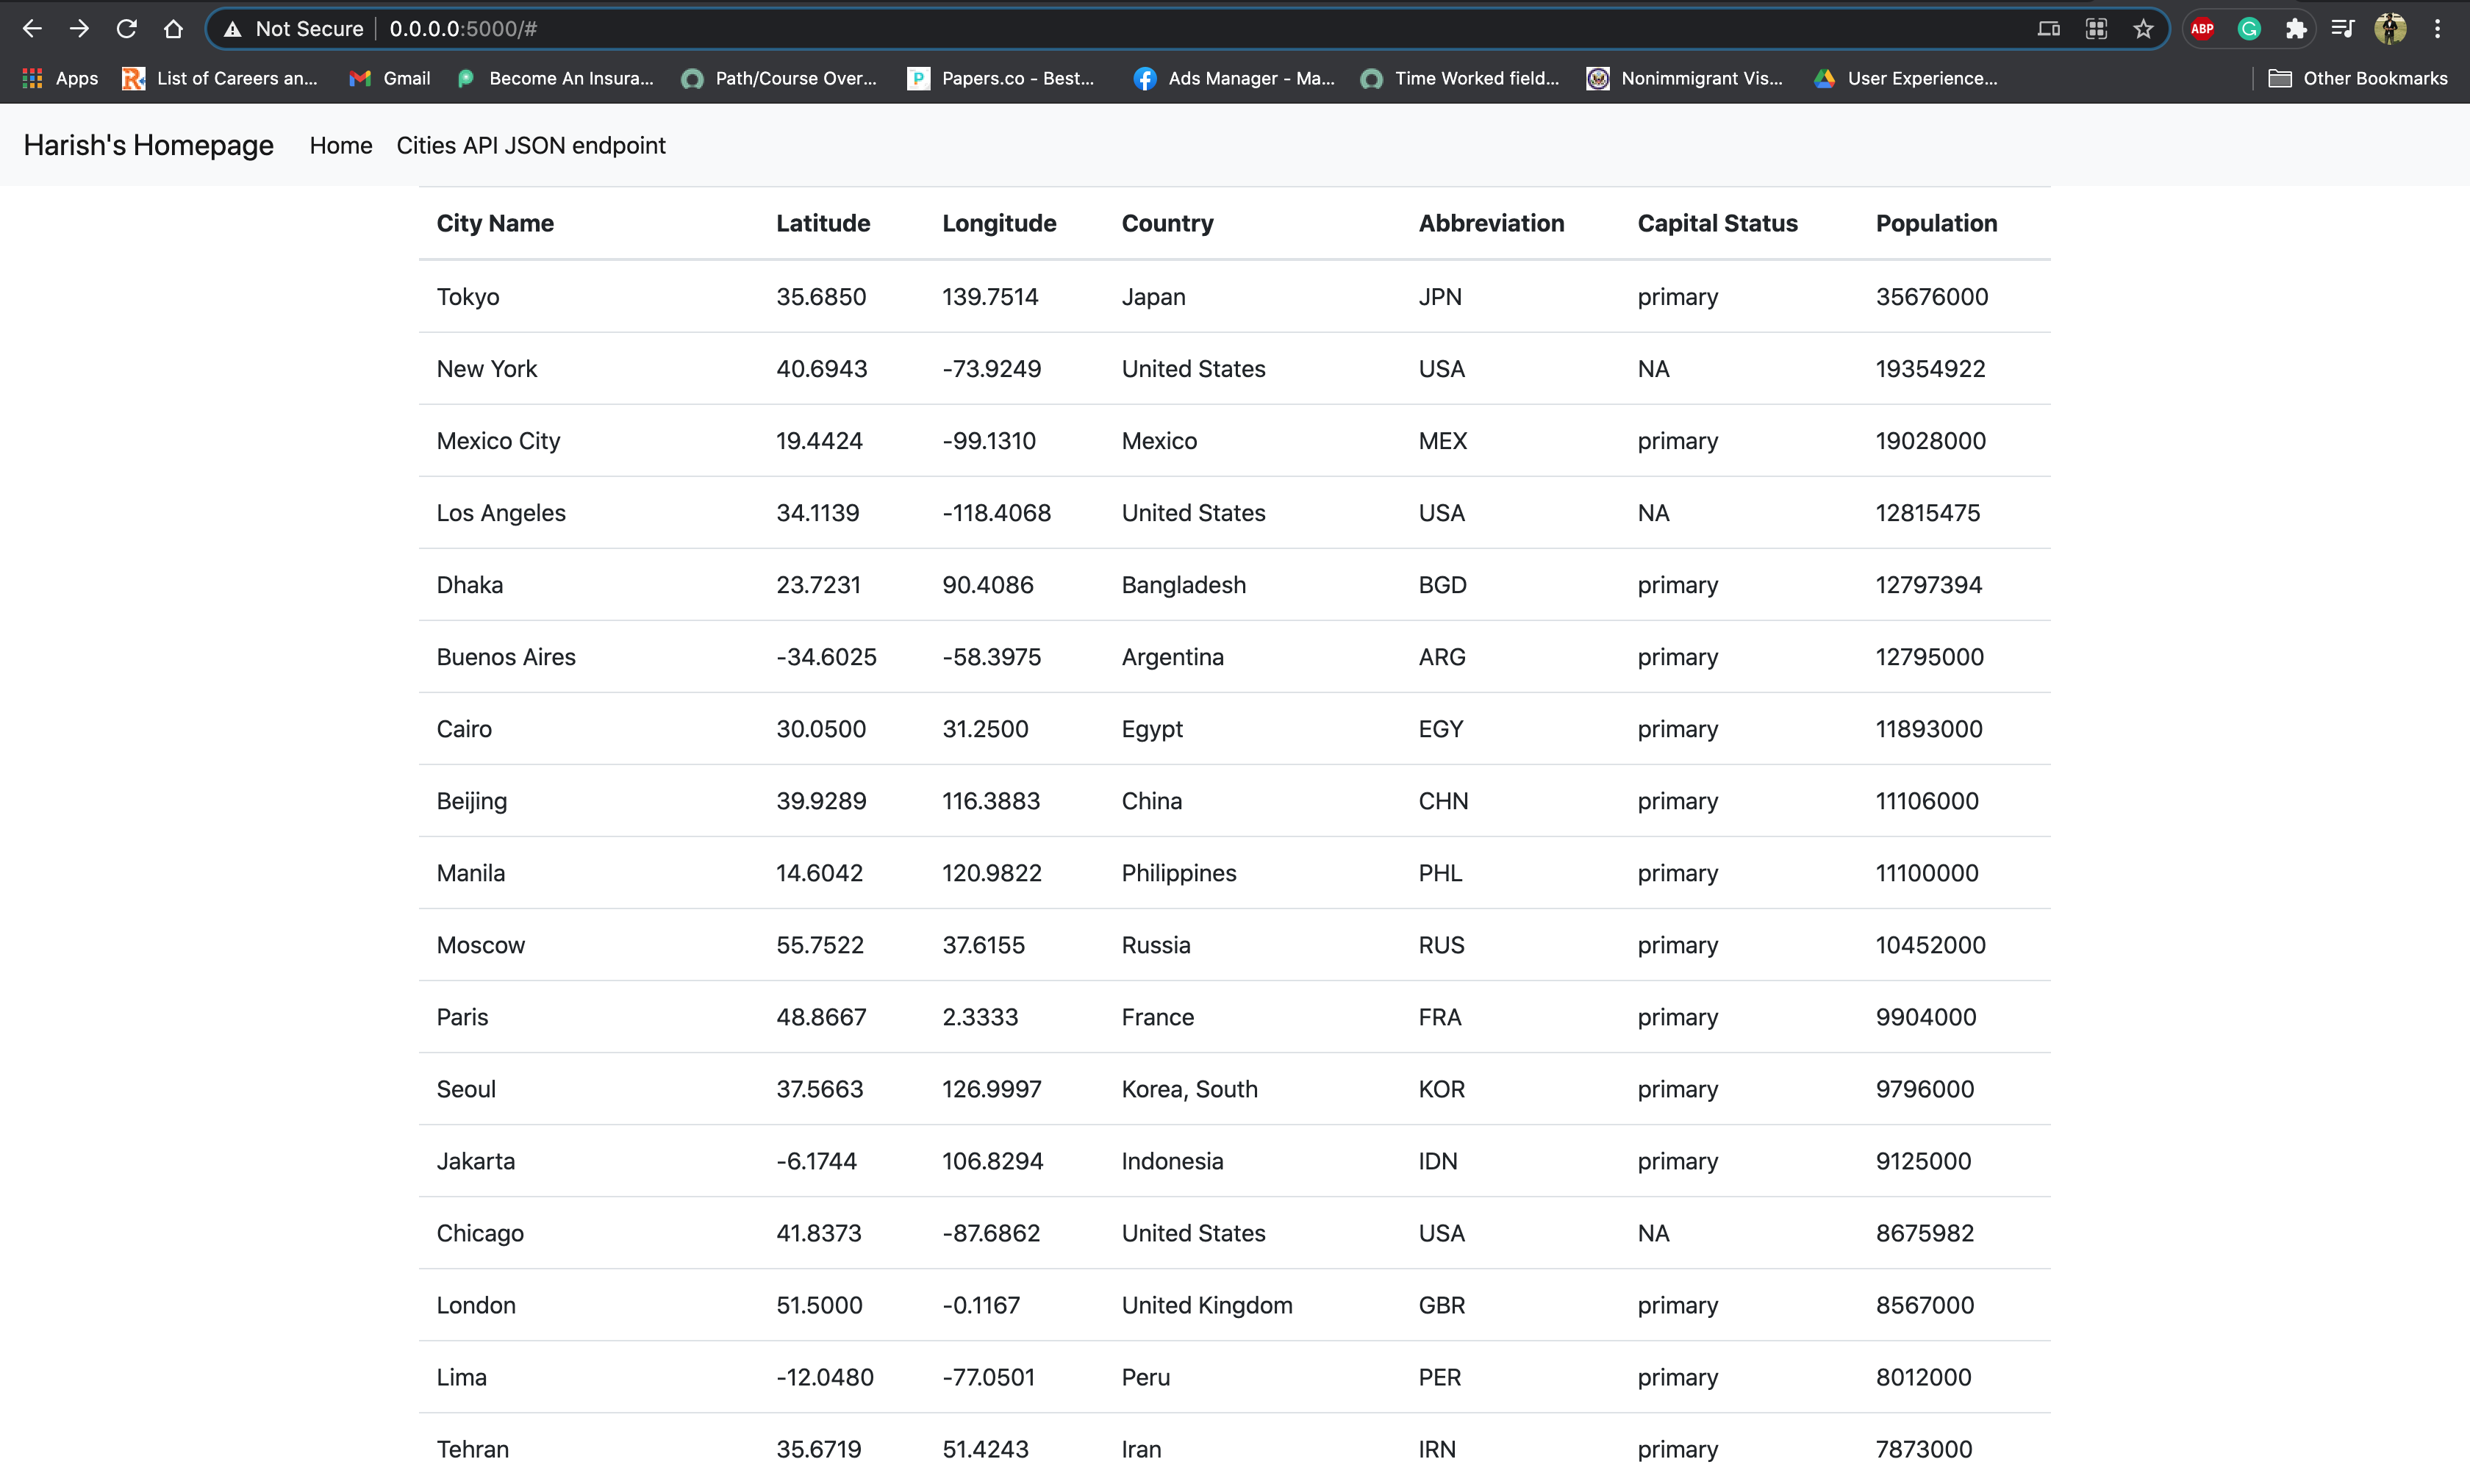 Not Secure 0.0.0.0:5000/# ABP
Apps List of Careers an... Gmail Become An Insura... Path/Course Over... Papers.co - Best... Ads Manager - Ma... Time Worked field... Nonimmigrant Vis... User Experience... Other Bookmarks
Harish's Homepage Home Cities API JSON endpoint
City Name Latitude Longitude Country Abbreviation Capital Status Population
Tokyo 35.6850 139.7514 Japan JPN primary 35676000
New York 40.6943 -73.9249 United States USA NA 19354922
Mexico City 19.4424 -99.1310 Mexico MEX primary 19028000
Los Angeles 34.1139 -118.4068 United States USA NA 12815475
Dhaka 23.7231 90.4086 Bangladesh BGD primary 12797394
Buenos Aires -34.6025 -58.3975 Argentina ARG primary 12795000
Cairo 30.0500 31.2500 Egypt EGY primary 11893000
Beijing 39.9289 116.3883 China CHN primary 11106000
Manila 14.6042 120.9822 Philippines PHL primary 11100000
Moscow 55.7522 37.6155 Russia RUS primary 10452000
Paris 48.8667 2.3333 France FRA primary 9904000
Seoul 37.5663 126.9997 Korea, South KOR primary 9796000
Jakarta -6.1744 106.8294 Indonesia IDN primary 9125000
Chicago 41.8373 -87.6862 United States USA NA 8675982
London 51.5000 -0.1167 United Kingdom GBR primary 8567000
Lima -12.0480 -77.0501 Peru PER primary 8012000
Tehran 35.6719 51.4243 Iran IRN primary 7873000